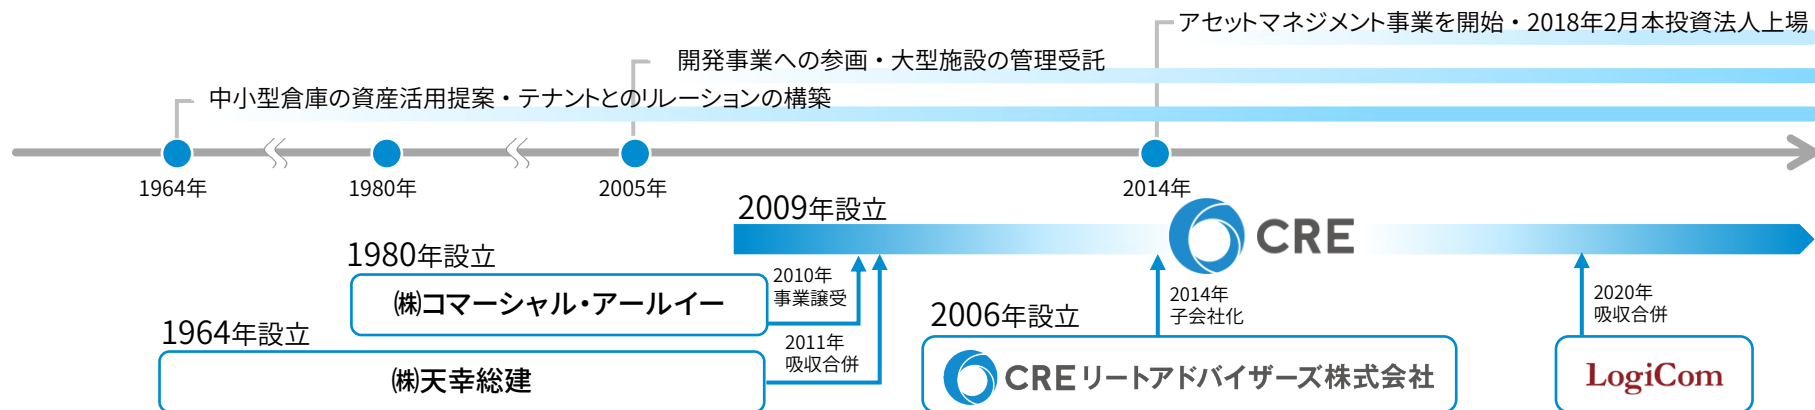 アセットマネジメント事業を開始・2018年2月本投資法人上場
開発事業への参画・大型施設の管理受託
中小型倉庫の資産活用提案・テナントとのリレーションの構築
1964年
1980年
2005年
2014年
2009年設立
CRE
1980年設立
㈱コマーシャル・アールイー
2010年
事業譲受
1964年設立
㈱天幸総建
2011年
吸収合併
2006年設立
CREリートアドバイザーズ株式会社
2014年
子会社化
2020年
吸収合併
LogiCom